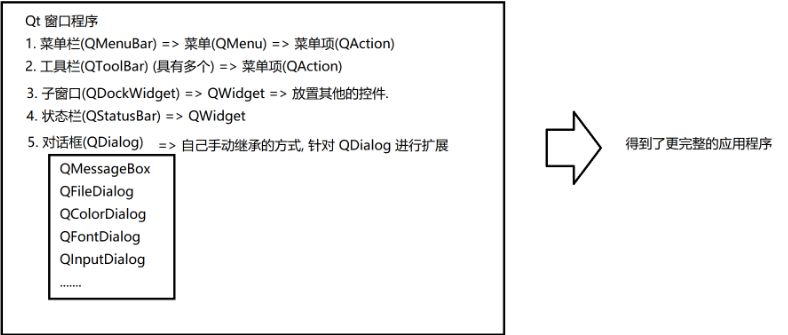 Qt 窗口程序
1. 菜单栏(QMenuBar) => 菜单(QMenu) => 菜单项(QAction)
2. 工具栏(QToolBar) (具有多个) => 菜单项(QAction)
3. 子窗口(QDockWidget) => QWidget => 放置其他的控件.
4. 状态栏(QStatusBar) => QWidget
5. 对话框(QDialog) => 自己手动继承的方式, 针对 QDialog 进行扩展
QMessageBox
QFileDialog
QColorDialog
QFontDialog
QInputDialog
.......
得到了更完整的应用程序